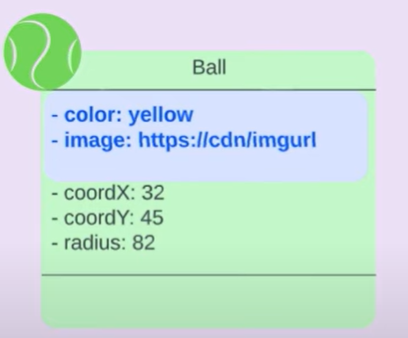 Ball
- color: yellow
- image: https://cdn/imgurl
- coordX: 32
- coordY: 45
- radius: 82